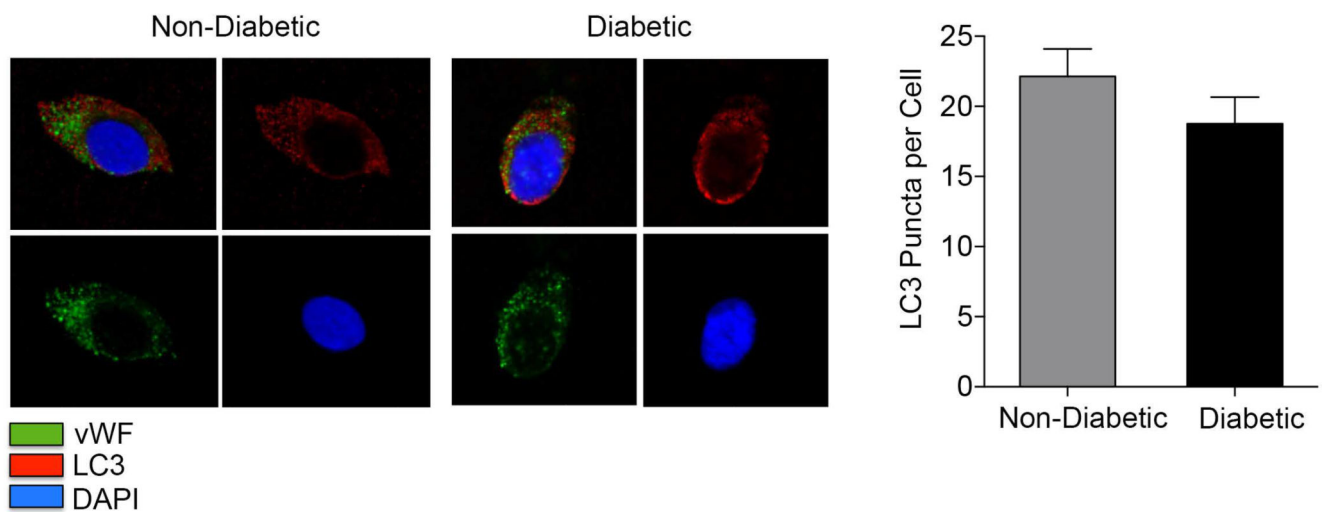 Non-Diabetic
Diabetic
vWF
LC3
DAPI
LC3 Puncta per Cell
25
20
15
10
5
0
Non-Diabetic
Diabetic